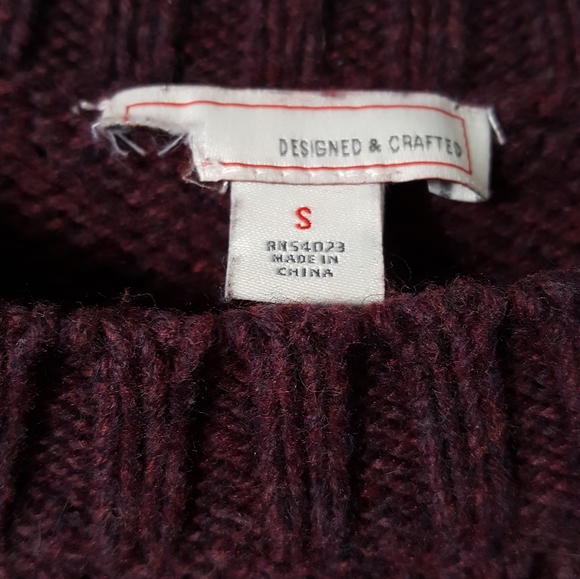 DESIGNED & CRAFTED
S
RN54023
MADE IN
CHINA